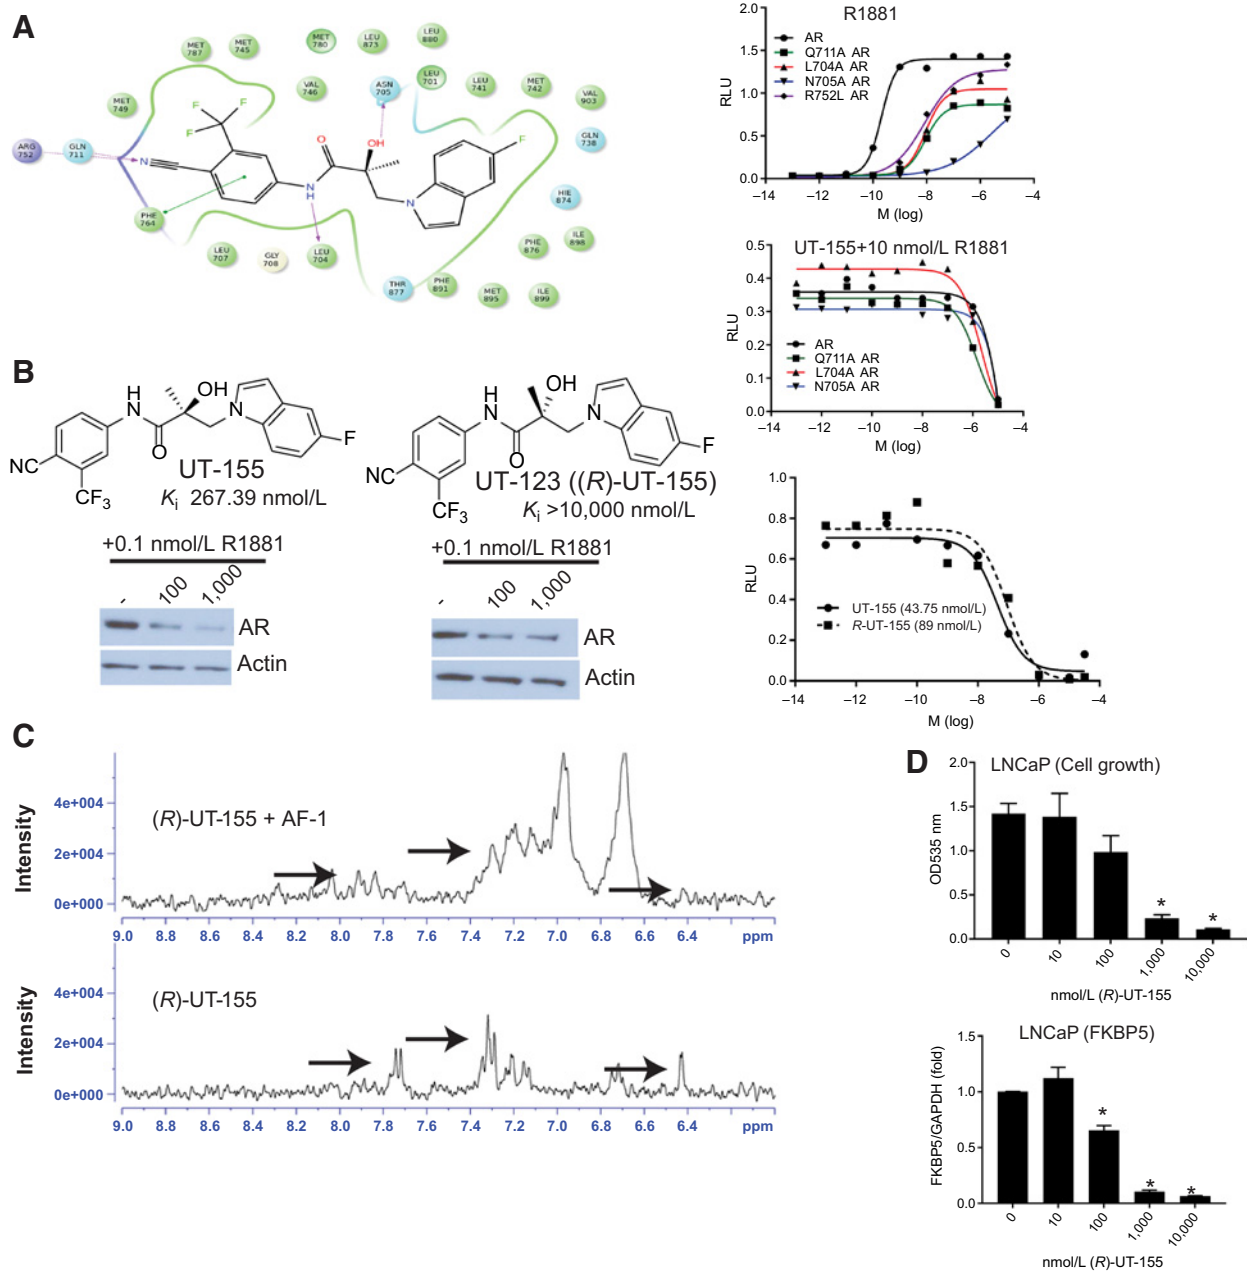 A
MET 787
MET 745
MET 780
LEU 873
LEU 880
MET 749
VAL 746
ASN 705
LEU 701
LEU 741
MET 742
VAL 903
ARG 752
GLN 711
GLN 738
F
F
F
N
O
OH
N
H
N
F
PHE 764
HIE 874
LEU 707
GLY 708
LEU 704
THR 877
PHE 891
MET 895
ILE 899
PHE 876
ILE 898
R1881
RLU
2.0
1.5
1.0
0.5
0.0
AR
Q711A AR
L704A AR
N705A AR
R752L AR
−14 −12 −10 −8 −6 −4
M (log)
UT-155+10 nmol/L R1881
RLU
0.5
0.4
0.3
0.2
0.1
0.0
AR
Q711A AR
L704A AR
N705A AR
−14 −12 −10 −8 −6 −4
M (log)
B
H
N
O
OH
N
F
NC
CF3
UT-155
Ki 267.39 nmol/L
H
N
O
OH
N
F
NC
CF3
UT-123 ((R)-UT-155)
Ki >10,000 nmol/L
+0.1 nmol/L R1881
- 100 1,000
AR
Actin
+0.1 nmol/L R1881
- 100 1,000
AR
Actin
RLU
1.0
0.8
0.6
0.4
0.2
0.0
UT-155 (43.75 nmol/L)
R-UT-155 (89 nmol/L)
−14 −12 −10 −8 −6 −4
M (log)
C
Intensity
4e+004
2e+004
0e+000
(R)-UT-155 + AF-1
9.0 8.8 8.6 8.4 8.2 8.0 7.8 7.6 7.4 7.2 7.0 6.8 6.6 6.4 ppm
Intensity
4e+004
2e+004
0e+000
(R)-UT-155
9.0 8.8 8.6 8.4 8.2 8.0 7.8 7.6 7.4 7.2 7.0 6.8 6.6 6.4 ppm
D
LNCaP (Cell growth)
OD535 nm
2.0
1.5
1.0
0.5
0.0
* *
0 10 100 1,000 10,000
nmol/L (R)-UT-155
LNCaP (FKBP5)
FKBP5/GAPDH (fold)
1.5
1.0
0.5
0.0
* * *
0 10 100 1,000 10,000
nmol/L (R)-UT-155